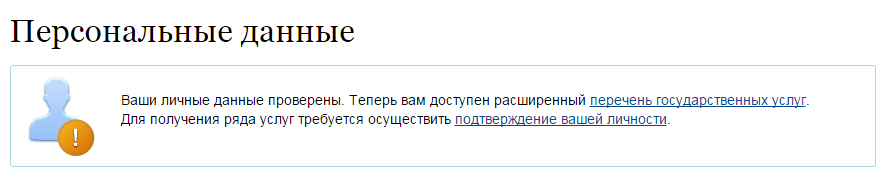 Персональные данные
Ваши личные данные проверены. Теперь вам доступен расширенный перечень государственных услуг.
Для получения ряда услуг требуется осуществить подтверждение вашей личности.